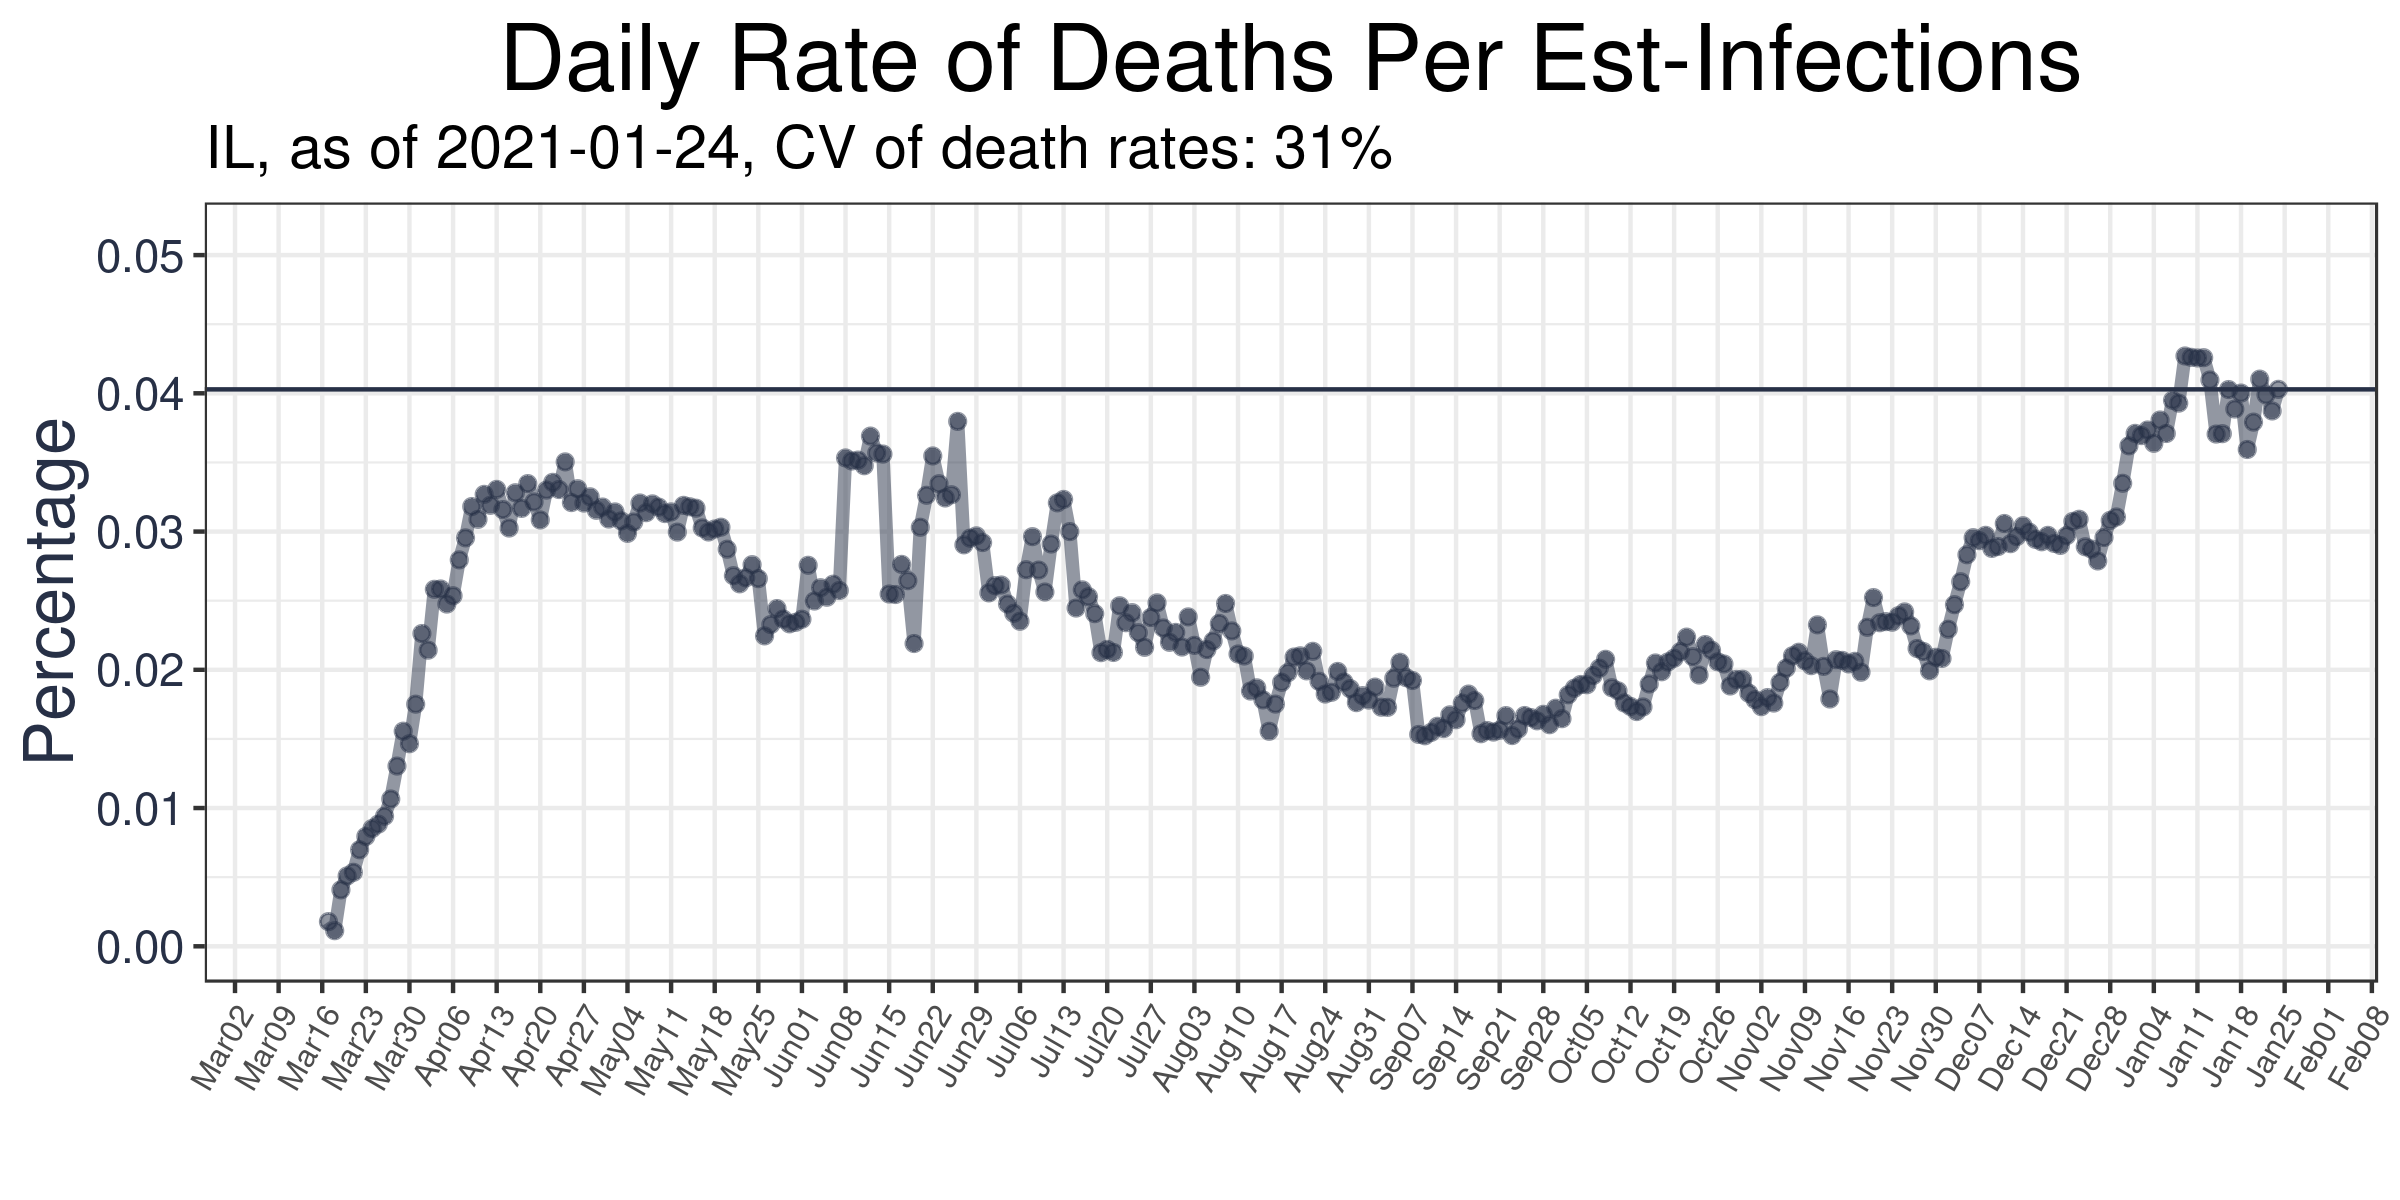 Daily Rate of Deaths Per Est-Infections
IL, as of 2021-01-24, CV of death rates: 31%
Percentage
0.05
0.04
0.03
0.02
0.01
0.00
Mar02
Mar09
Mar16
Mar23
Mar30
Apr06
Apr13
Apr20
Apr27
May04
May11
May18
May25
Jun01
Jun08
Jun15
Jun22
Jun29
Jul06
Jul13
Jul20
Jul27
Aug03
Aug10
Aug17
Aug24
Aug31
Sep07
Sep14
Sep21
Sep28
Oct05
Oct12
Oct19
Oct26
Nov02
Nov09
Nov16
Nov23
Nov30
Dec07
Dec14
Dec21
Dec28
Jan04
Jan11
Jan18
Jan25
Feb01
Feb08